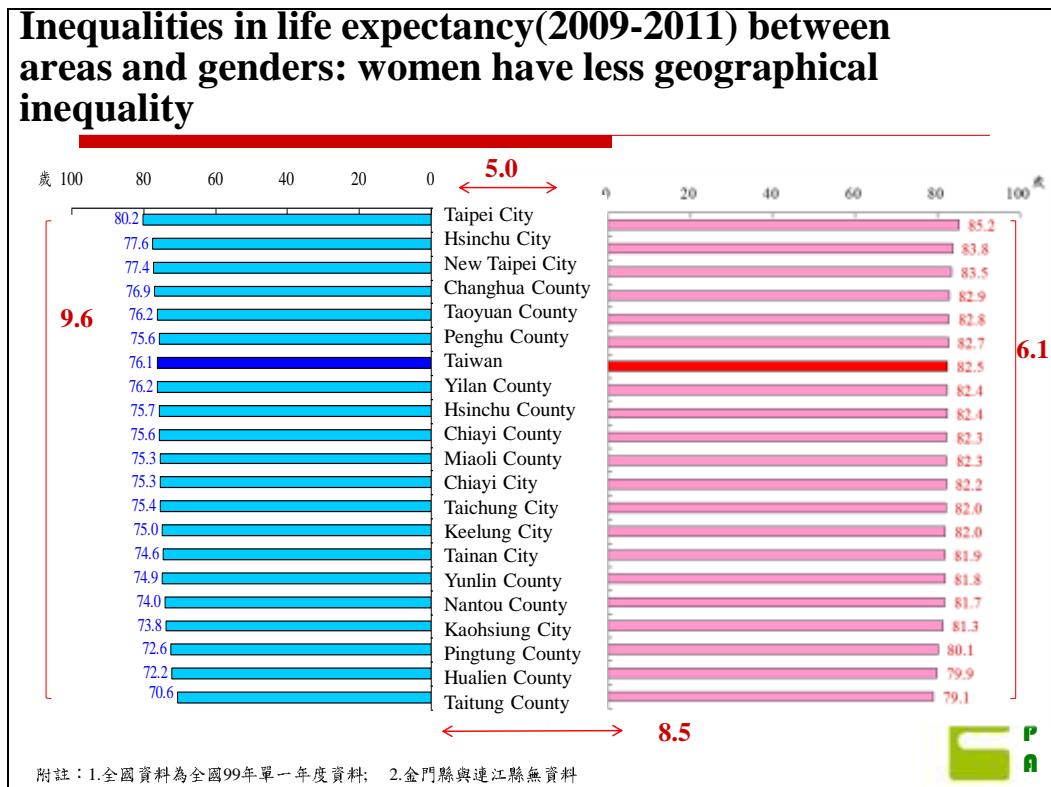 Inequalities in life expectancy(2009-2011) between
areas and genders: women have less geographical
inequality
5.0
歲 100 80 60 40 20 0
0 20 40 60 80 100 歲
80.2 Taipei City 85.2
77.6 Hsinchu City 83.8
77.4 New Taipei City 83.5
76.9 Changhua County 82.9
76.2 Taoyuan County 82.8
9.6
75.6 Penghu County 82.7
76.1 Taiwan 82.5
6.1
76.2 Yilan County 82.4
75.7 Hsinchu County 82.4
75.6 Chiayi County 82.3
75.3 Miaoli County 82.3
75.3 Chiayi City 82.2
75.4 Taichung City 82.0
75.0 Keelung City 82.0
74.6 Tainan City 81.9
74.9 Yunlin County 81.8
74.0 Nantou County 81.7
73.8 Kaohsiung City 81.3
72.6 Pingtung County 80.1
72.2 Hualien County 79.9
70.6 Taitung County 79.1
8.5
P
A
附註：1.全國資料為全國99年單一年度資料; 2.金門縣與連江縣無資料